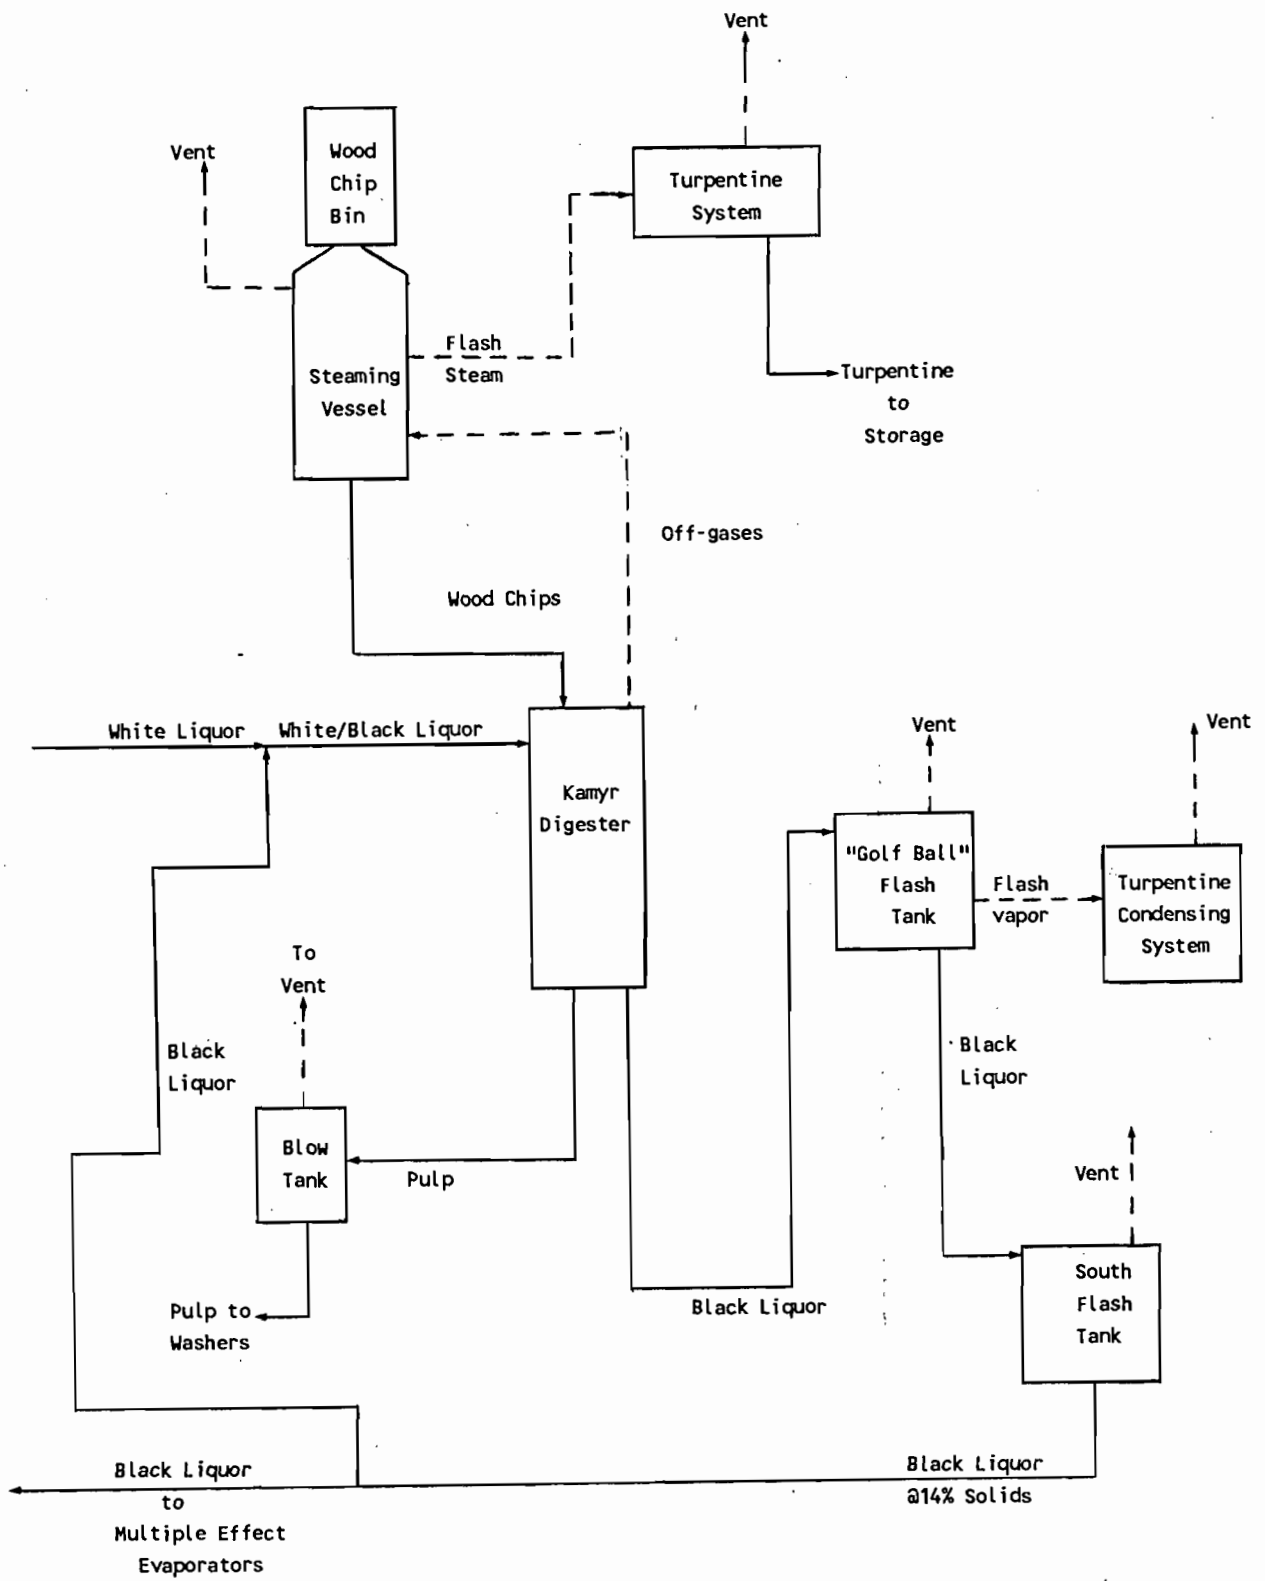 Vent
Vent
Wood
Chip
Bin
Turpentine
System
Flash
Steam
Steaming
Vessel
Turpentine
to
Storage
Off-gases
Wood Chips
White Liquor
White/Black Liquor
Kamyr
Digester
Vent
Vent
"Golf Ball"
Flash
Tank
Flash
vapor
Turpentine
Condensing
System
To
Vent
Black
Liquor
Black
Liquor
Blow
Tank
Pulp
Vent
Pulp to
Washers
Black Liquor
South
Flash
Tank
Black Liquor
to
Multiple Effect
Evaporators
Black Liquor
@14% Solids